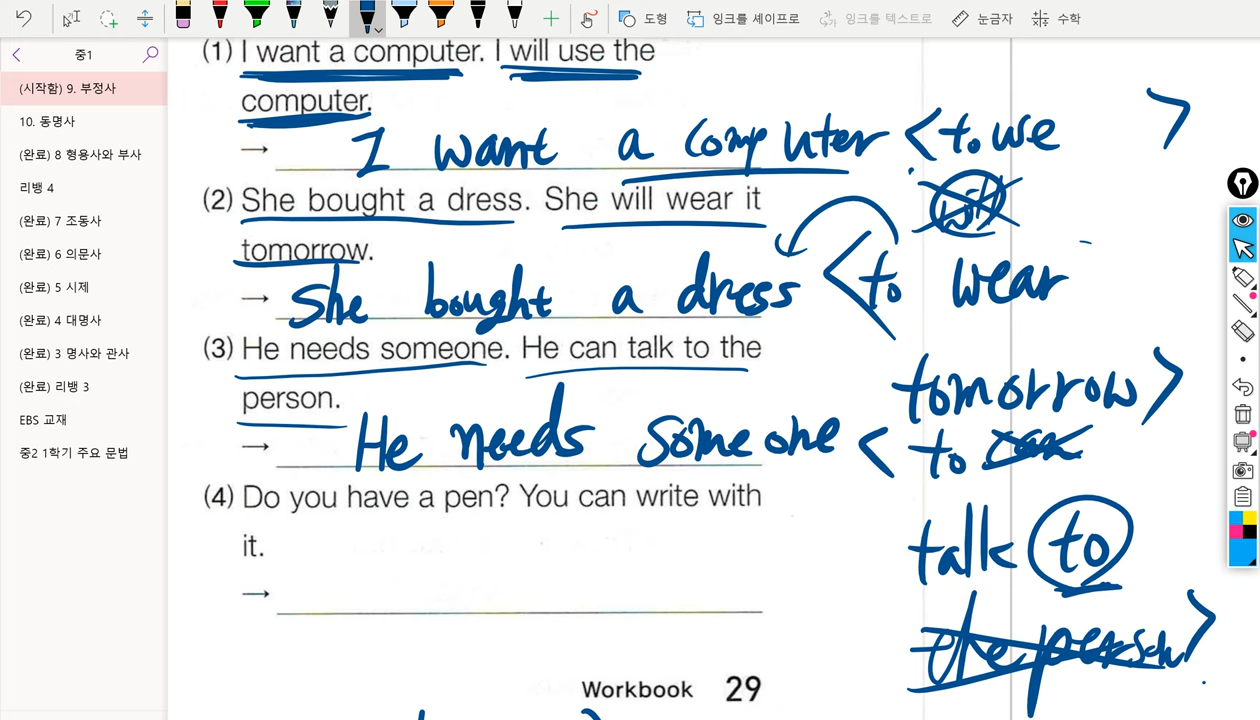 도형
잉크를 셰이프로
잉크를 텍스트로
눈금자
수학
중1
(시작함) 9. 부정사
10. 동명사
(완료) 8 형용사와 부사
리뱅 4
(완료) 7 조동사
(완료) 6 의문사
(완료) 5 시제
(완료) 4 대명사
(완료) 3 명사와 관사
(완료) 리뱅 3
EBS 교재
중2 1학기 주요 문법
(1) I want a computer. I will use the
computer.
→ I want a computer <to use >
will
(2) She bought a dress. She will wear it
tomorrow.
→ She bought a dress <to wear
tomorrow>
(3) He needs someone. He can talk to the
person.
→ He needs someone < to can
talk to
the person>
(4) Do you have a pen? You can write with
it.
→
Workbook 29